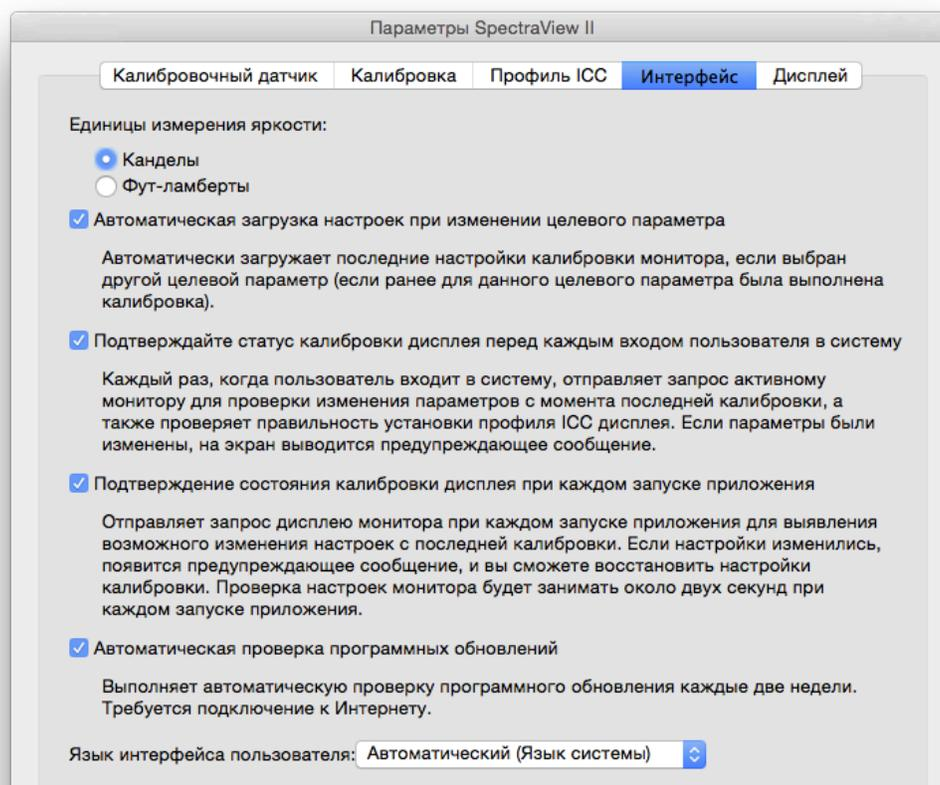 Параметры SpectraView II
Калибровочный датчик Калибровка Профиль ICC Интерфейс Дисплей
Единицы измерения яркости:
Канделы
Фут-ламберты
Автоматическая загрузка настроек при изменении целевого параметра
Автоматически загружает последние настройки калибровки монитора, если выбран
другой целевой параметр (если ранее для данного целевого параметра была выполнена
калибровка).
Подтверждайте статус калибровки дисплея перед каждым входом пользователя в систему
Каждый раз, когда пользователь входит в систему, отправляет запрос активному
монитору для проверки изменения параметров с момента последней калибровки, а
также проверяет правильность установки профиля ICC дисплея. Если параметры были
изменены, на экран выводится предупреждающее сообщение.
Подтверждение состояния калибровки дисплея при каждом запуске приложения
Отправляет запрос дисплею монитора при каждом запуске приложения для выявления
возможного изменения настроек с последней калибровки. Если настройки изменились,
появится предупреждающее сообщение, и вы сможете восстановить настройки
калибровки. Проверка настроек монитора будет занимать около двух секунд при
каждом запуске приложения.
Автоматическая проверка программных обновлений
Выполняет автоматическую проверку программного обновления каждые две недели.
Требуется подключение к Интернету.
Язык интерфейса пользователя: Автоматический (Язык системы)